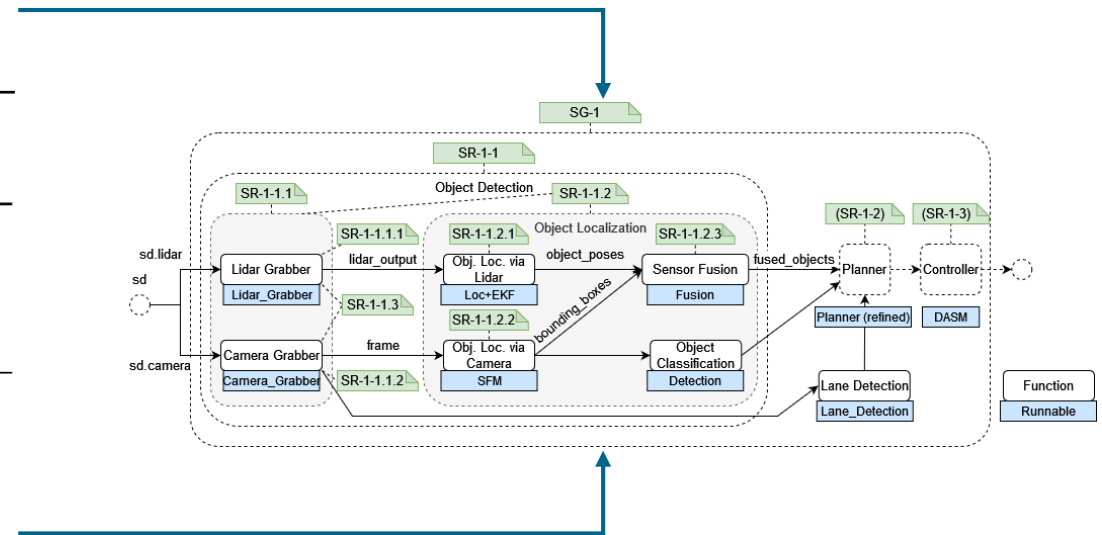 SG-1
SR-1-1
Object Detection
SR-1-1.1
SR-1-1.2
(SR-1-2)
(SR-1-3)
Object Localization
SR-1-1.1.1
SR-1-1.2.1
SR-1-1.2.3
sd.lidar
lidar_output
object_poses
fused_objects
Lidar Grabber
Lidar_Grabber
Obj. Loc. via
Lidar
Loc+EKF
Sensor Fusion
Fusion
Planner
Controller
sd
SR-1-1.3
SR-1-1.2.2
bounding_boxes
Planner (refined)
DASM
sd.camera
Camera Grabber
Camera_Grabber
frame
SR-1-1.1.2
Obj. Loc. via
Camera
SFM
Object
Classification
Detection
Lane Detection
Lane_Detection
Function
Runnable